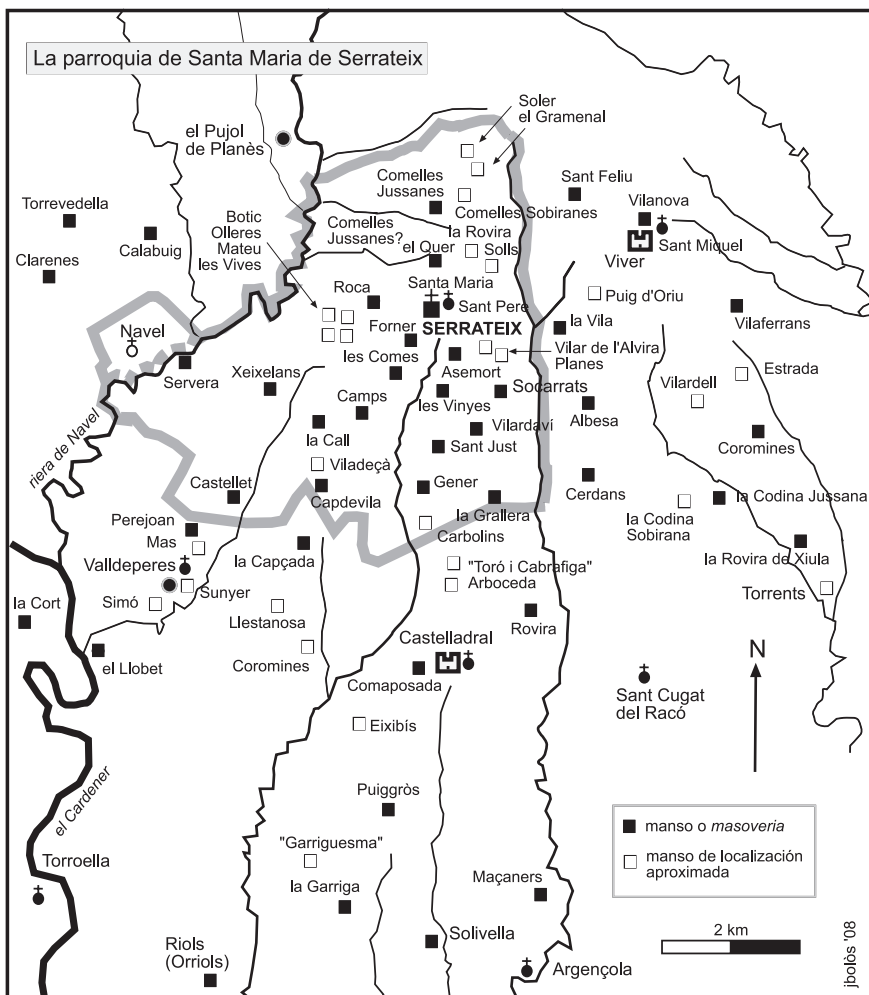 La parroquia de Santa Maria de Serrateix
Soler
el Gramenal
el Pujol
de Planès
Comelles
Jussanes
Sant Feliu
Torrevedella
Vilanova
Comelles Sobiranes
Botic
Olleres
Mateu
les Vives
Comelles
Jussanes?
la Rovira
Calabuig
el Quer
Solls
Sant Miquel
Clarenes
Viver
Santa Maria
Roca
Sant Pere
Puig d'Oriu
Navel
Forner
SERRATEIX
la Vila
Vilaferrans
les Comes
Vilar de l'Alvira
Planes
Servera
Xeixelans
Asemort
Estrada
Socarrats
Vilardell
Camps
les Vinyes
Albesa
riera de Navel
la Call
Vilardaví
Sant Just
Coromines
Viladeçà
Castellet
Gener
Cerdans
Capdevila
la Codina Jussana
la Grallera
la Codina
Sobirana
Perejoan
Carbolins
Mas
la Capçada
la Rovira de Xiula
Valldeperes
"Toró i Cabrafiga"
Sunyer
Arboceda
Torrents
Simó
la Cort
Llestanosa
Rovira
N
Castelladral
Coromines
el Llobet
Comaposada
Sant Cugat
del Racó
Eixibís
el Cardener
Puiggròs
manso o masoveria
manso de localización
aproximada
"Garriguesma"
Torroella
la Garriga
Maçaners
2 km
Solivella
Riols
(Orriols)
Argençola
jbolòs '08